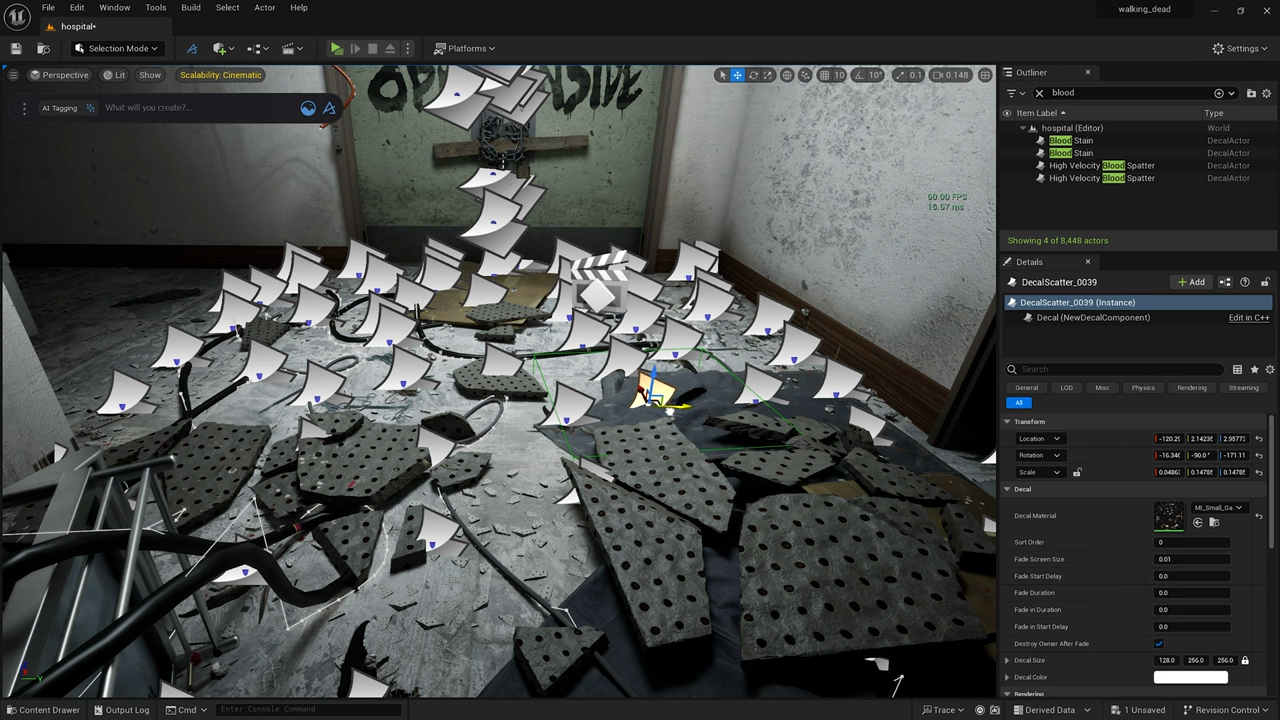 File Edit Window Tools Build Select Actor Help
walking_dead
hospital•
Selection Mode
Platforms
Settings
Perspective Lit Show Scalability: Cinematic
10 10° 0.1 0.148
AI Tagging What will you create?...
60.00 FPS
16.67 ms
Outliner
blood
Item Label Type
hospital (Editor) World
Blood Stain DecalActor
Blood Stain DecalActor
High Velocity Blood Spatter DecalActor
High Velocity Blood Spatter DecalActor
Showing 4 of 8,448 actors
Details
DecalScatter_0039
Add
DecalScatter_0039 (Instance)
Decal (NewDecalComponent) Edit in C++
Search
General LOD Misc Physics Rendering Streaming
All
Transform
Location
Rotation -90.0° -171.11
Scale
Decal
Decal Material MI_Small_Ga
Sort Order 0
Fade Screen Size 0.01
Fade Start Delay 0.0
Fade Duration 0.0
Fade in Duration 0.0
Fade in Start Delay 0.0
Destroy Owner After Fade
Decal Size 128.0 256.0 256.0
Decal Color
Rendering
Content Drawer Output Log Cmd Enter Console Command
Trace Derived Data 1 Unsaved Revision Control